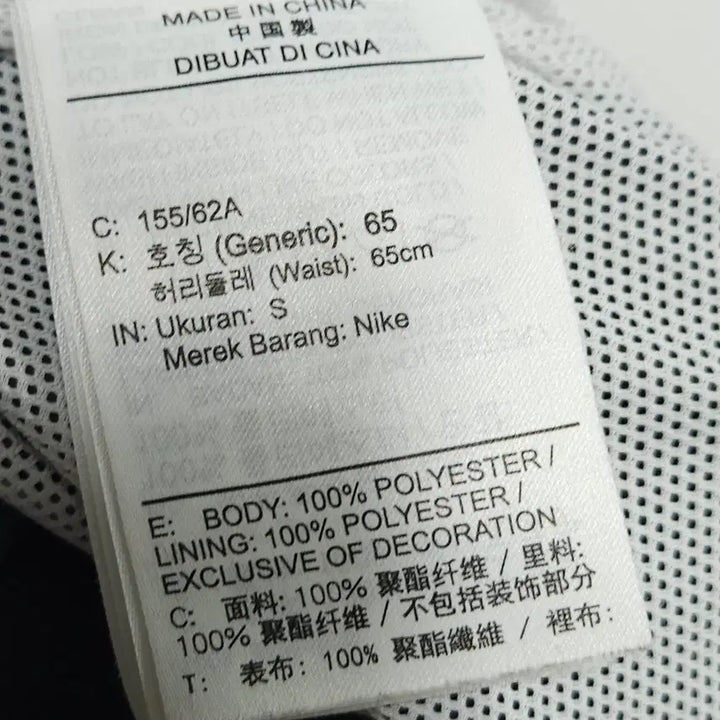 MADE IN CHINA
中国製
DIBUAT DI CINA
C: 155/62A
K: 호칭 (Generic): 65
허리둘레 (Waist): 65cm
IN: Ukuran: S
Merek Barang: Nike
E: BODY: 100% POLYESTER /
LINING: 100% POLYESTER /
EXCLUSIVE OF DECORATION
C: 面料: 100% 聚酯纤维 / 里料:
100% 聚酯纤维 / 不包括装饰部分
T: 表布: 100% 聚酯纖維 / 裡布: